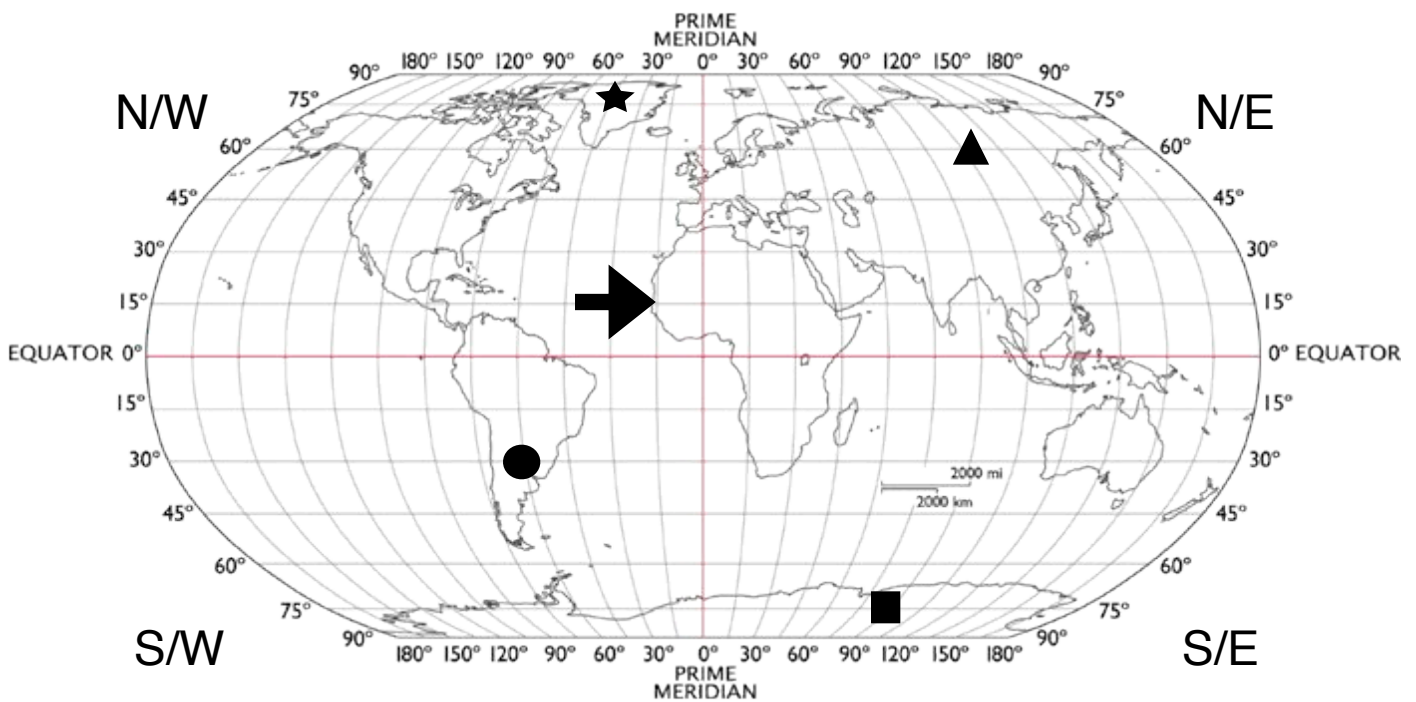 PRIME
MERIDIAN
180° 150° 120° 90° 60° 30° 0° 30° 60° 90° 120° 150° 180°
90° 90°
N/W 75° 75° N/E
60° 60°
45° 45°
30° 30°
15° 15°
EQUATOR 0° 0° EQUATOR
15° 15°
30° 30°
2000 mi
2000 km
45° 45°
60° 60°
75° 75°
S/W 90° 90° S/E
180° 150° 120° 90° 60° 30° 0° 30° 60° 90° 120° 150° 180°
PRIME
MERIDIAN